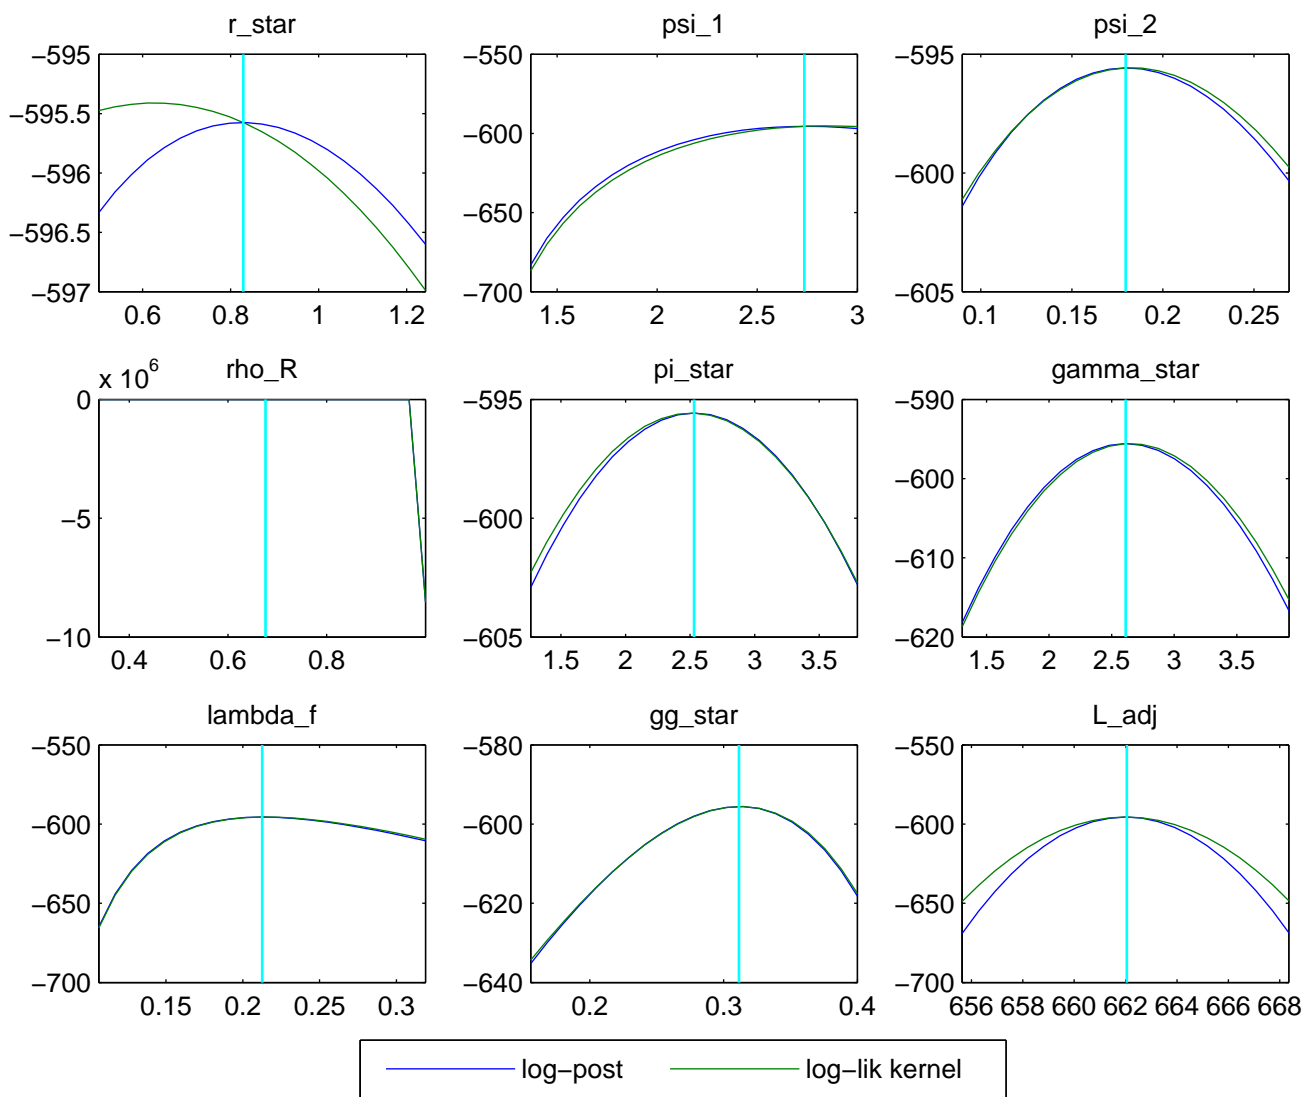 r_star
psi_1
psi_2
−595
−595.5
−596
−596.5
−597
0.6 0.8 1 1.2
−550
−600
−650
−700
1.5 2 2.5 3
−595
−600
−605
0.1 0.15 0.2 0.25
rho_R
pi_star
gamma_star
x 10^6
0
−5
−10
0.4 0.6 0.8
−595
−600
−605
1.5 2 2.5 3 3.5
−590
−600
−610
−620
1.5 2 2.5 3 3.5
lambda_f
gg_star
L_adj
−550
−600
−650
−700
0.15 0.2 0.25 0.3
−580
−600
−620
−640
0.2 0.3 0.4
−550
−600
−650
−700
656 658 660 662 664 666 668
log−post log−lik kernel